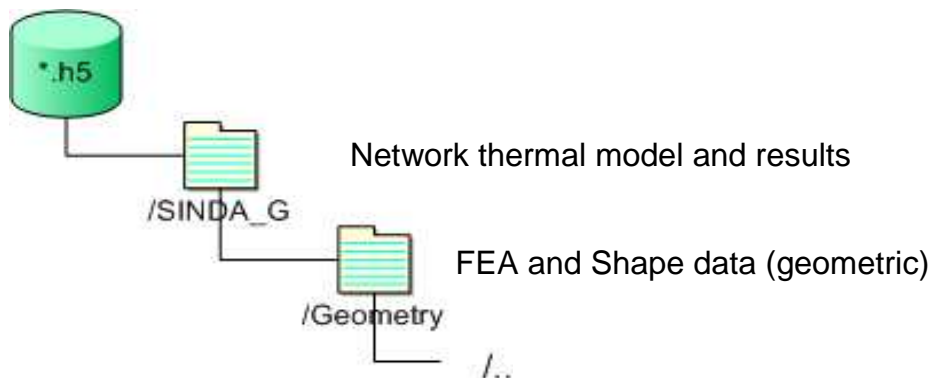 *.h5
Network thermal model and results
/SINDA_G
FEA and Shape data (geometric)
/Geometry
/..